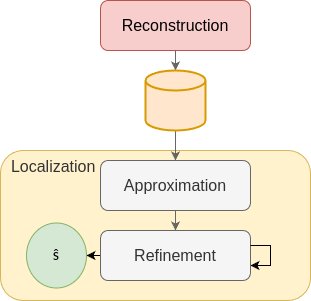 Reconstruction
Localization
Approximation
Refinement
ŝ